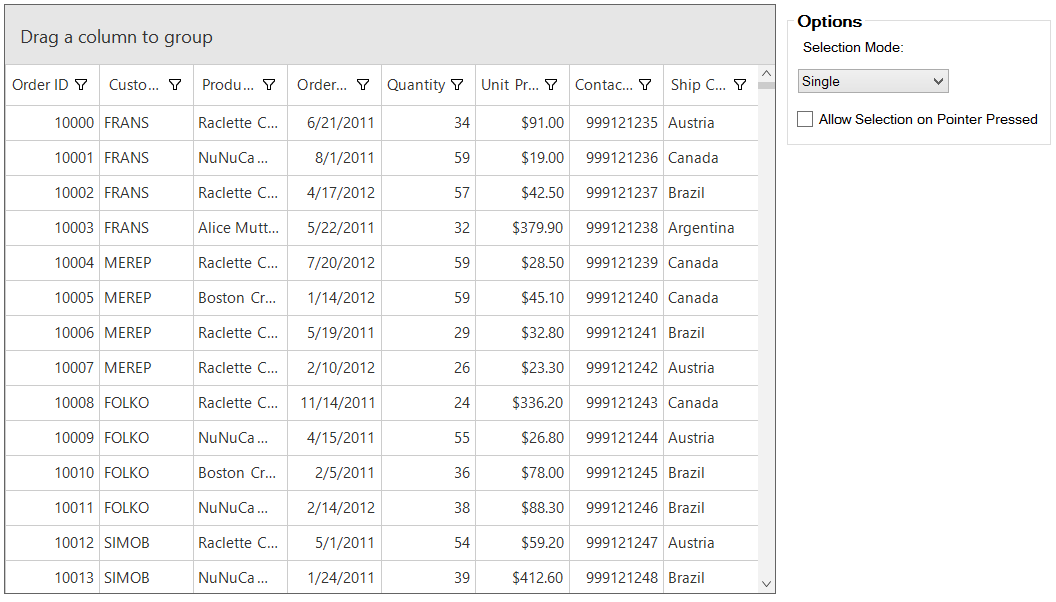 Drag a column to group
Order ID Custo... Produ... Order... Quantity Unit Pr... Contac... Ship C...
10000 FRANS Raclette C... 6/21/2011 34 $91.00 999121235 Austria
10001 FRANS NuNuCa ... 8/1/2011 59 $19.00 999121236 Canada
10002 FRANS Raclette C... 4/17/2012 57 $42.50 999121237 Brazil
10003 FRANS Alice Mutt... 5/22/2011 32 $379.90 999121238 Argentina
10004 MEREP Raclette C... 7/20/2012 59 $28.50 999121239 Canada
10005 MEREP Boston Cr... 1/14/2012 59 $45.10 999121240 Canada
10006 MEREP Raclette C... 5/19/2011 29 $32.80 999121241 Brazil
10007 MEREP Raclette C... 2/10/2012 26 $23.30 999121242 Austria
10008 FOLKO Raclette C... 11/14/2011 24 $336.20 999121243 Canada
10009 FOLKO NuNuCa ... 4/15/2011 55 $26.80 999121244 Austria
10010 FOLKO Boston Cr... 2/5/2011 36 $78.00 999121245 Brazil
10011 FOLKO NuNuCa ... 2/14/2012 38 $88.30 999121246 Brazil
10012 SIMOB Raclette C... 5/1/2011 54 $59.20 999121247 Austria
10013 SIMOB NuNuCa ... 1/24/2011 39 $412.60 999121248 Brazil
Options
Selection Mode:
Single
Allow Selection on Pointer Pressed